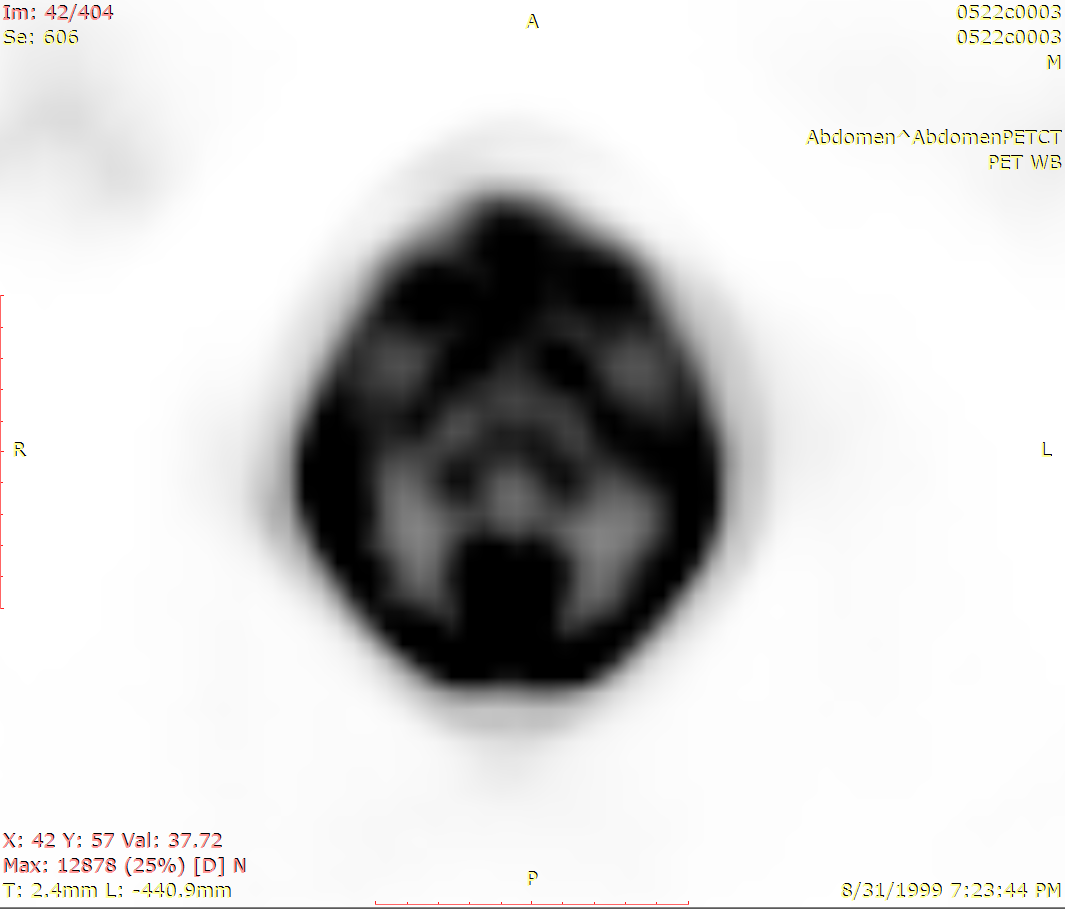 Im: 42/404
Se: 606
A
0522c0003
0522c0003
M
Abdomen^AbdomenPETCT
PET WB
R
L
X: 42 Y: 57 Val: 37.72
Max: 12878 (25%) [D] N
T: 2.4mm L: -440.9mm
P
8/31/1999 7:23:44 PM